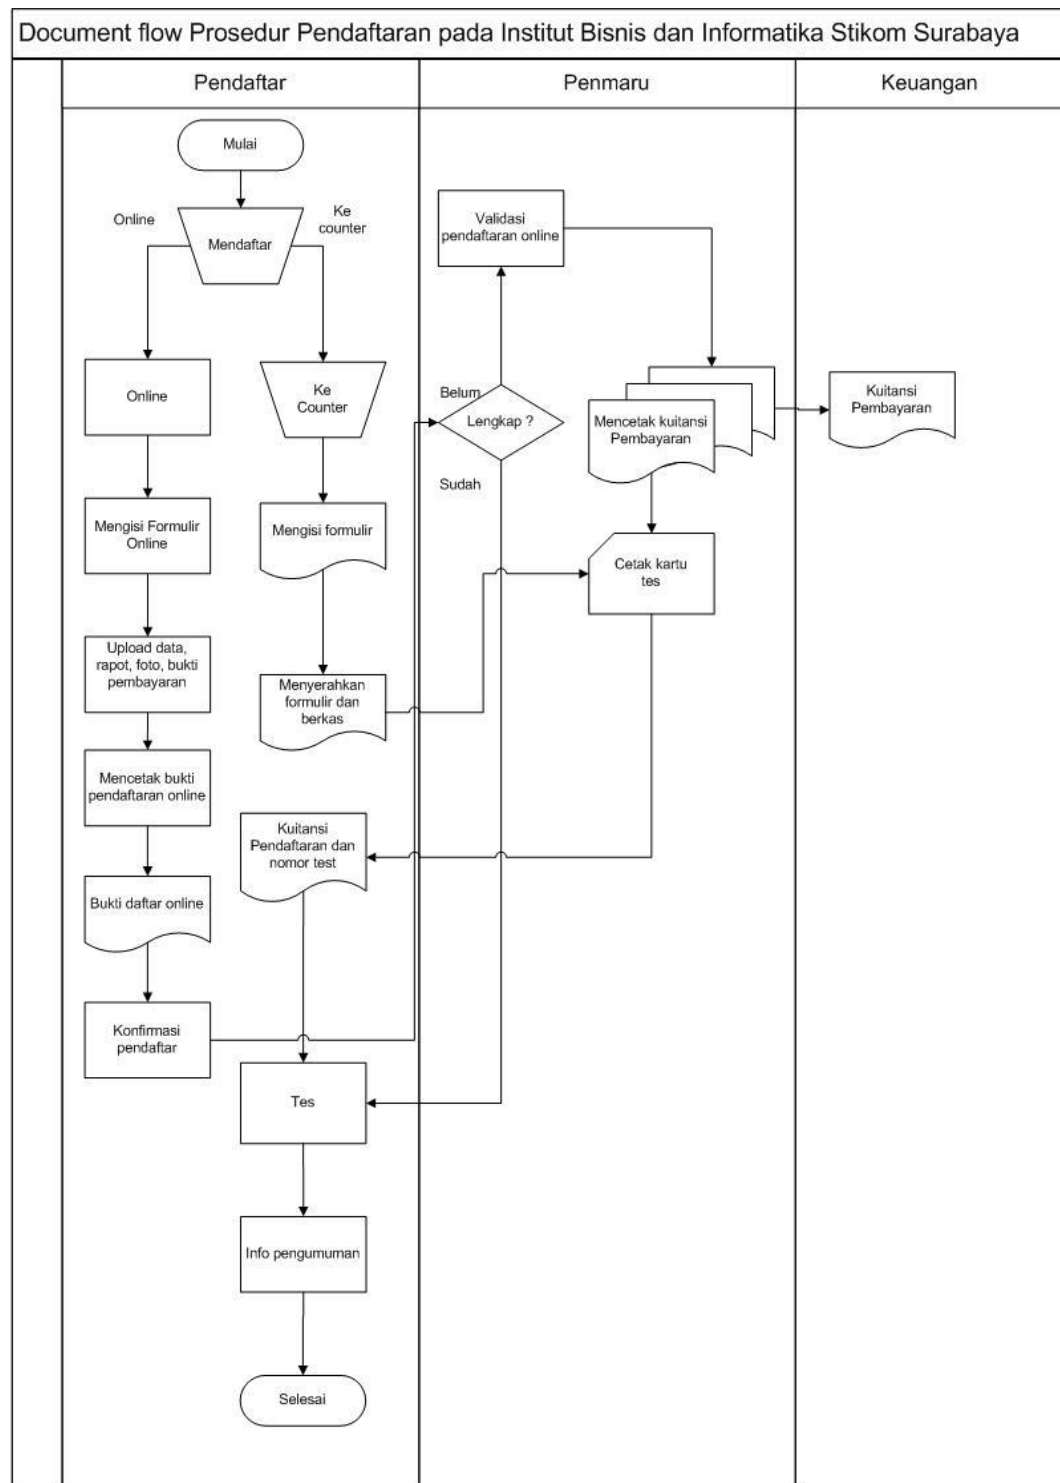 Document flow Prosedur Pendaftaran pada Institut Bisnis dan Informatika Stikom Surabaya
Pendaftar
Penmaru
Keuangan
Mulai
Online
Ke
counter
Mendaftar
Validasi
pendaftaran online
Online
Ke
Counter
Belum
Lengkap ?
Sudah
Mencetak kuitansi
Pembayaran
Kuitansi
Pembayaran
Mengisi Formulir
Online
Mengisi formulir
Cetak kartu
tes
Upload data,
rapot, foto, bukti
pembayaran
Menyerahkan
formulir dan
berkas
Mencetak bukti
pendaftaran online
Kuitansi
Pendaftaran dan
nomor test
Bukti daftar online
Konfirmasi
pendaftar
Tes
Info pengumuman
Selesai